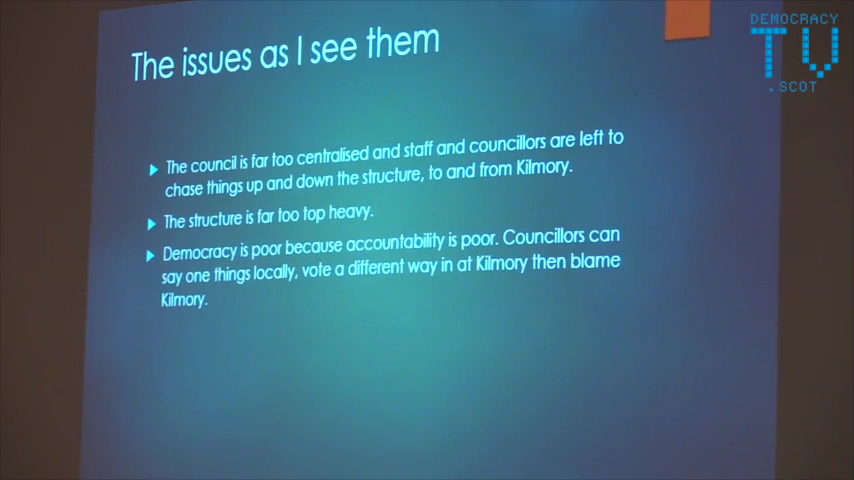 The issues as I see them
DEMOCRACY
TV
.SCOT
The council is far too centralised and staff and councillors are left to
chase things up and down the structure, to and from Kilmory.
The structure is far too top heavy.
Democracy is poor because accountability is poor. Councillors can
say one things locally, vote a different way in at Kilmory then blame
Kilmory.